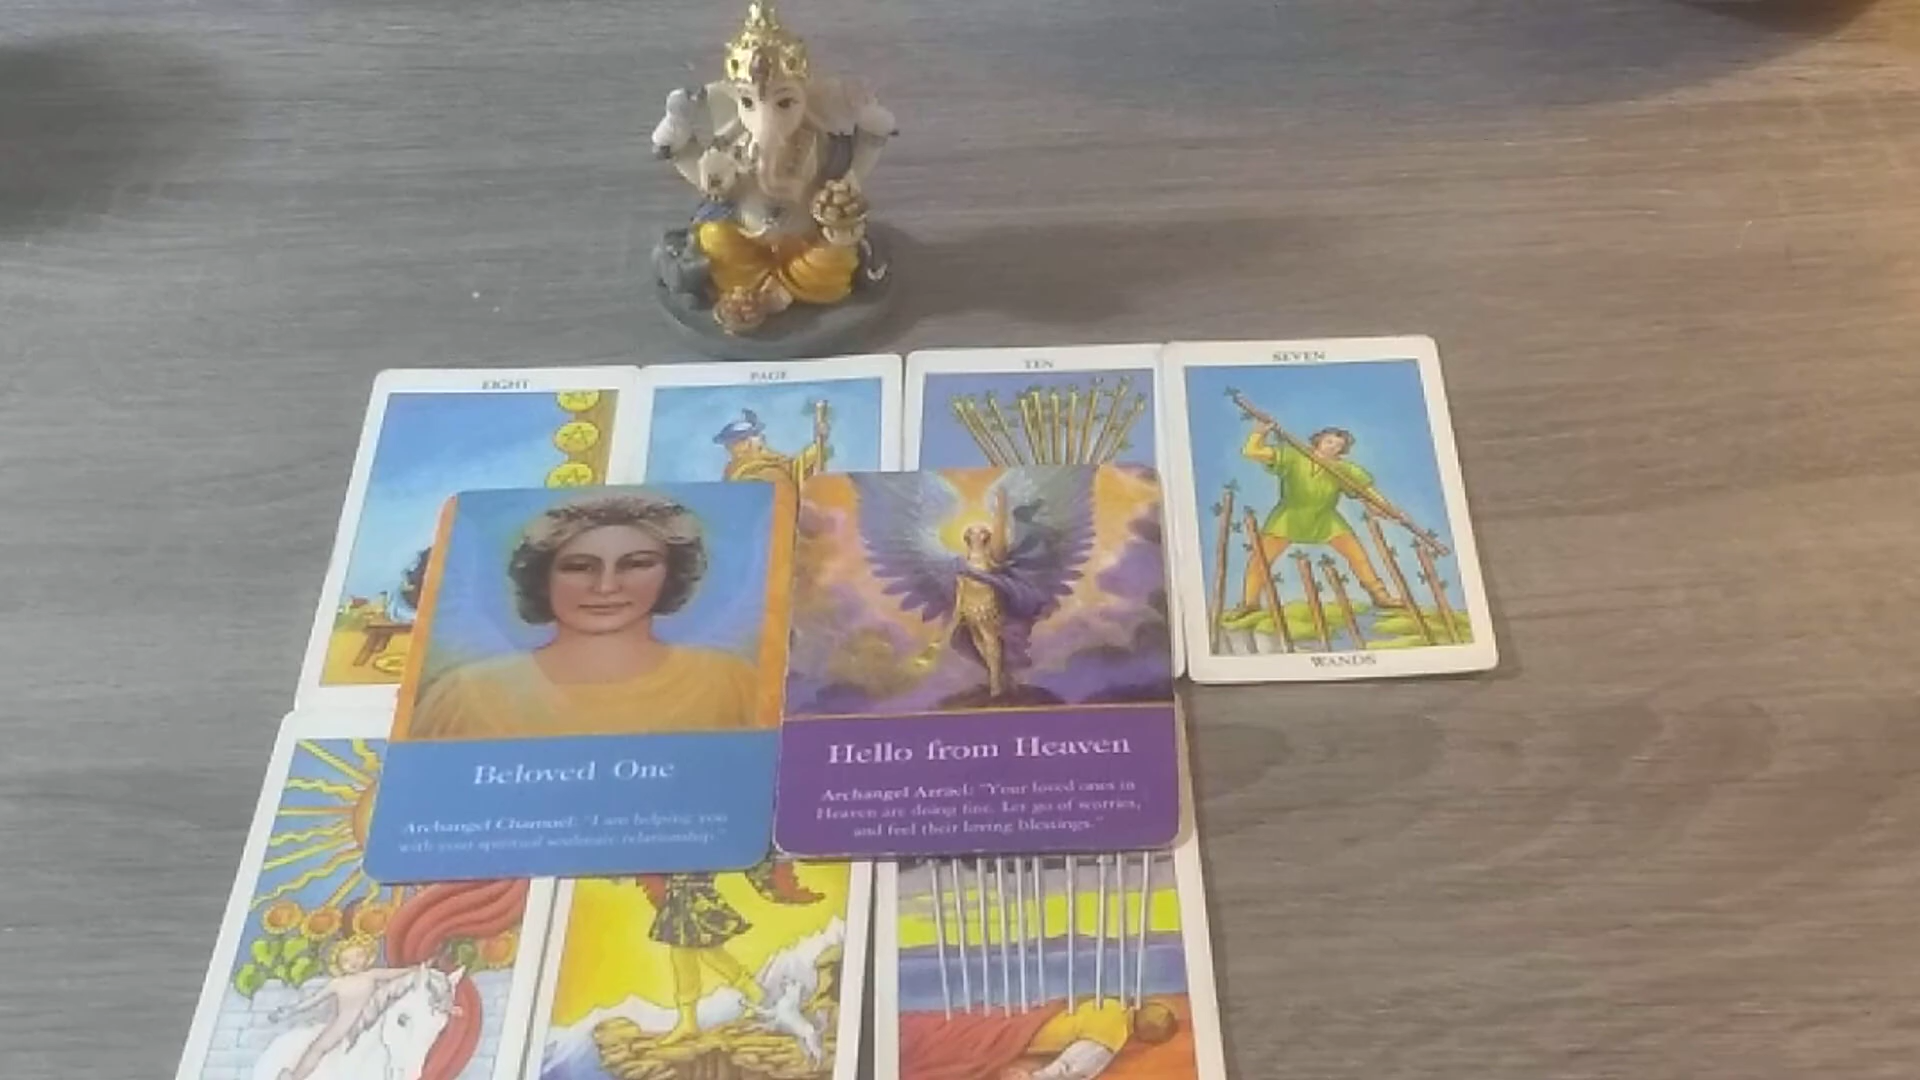 EIGHT
PAGE
TEN
SEVEN
WANDS
Beloved One
Archangel Chamuel: "I am helping you
with your spiritual soulmate relationship."
Hello from Heaven
Archangel Azrael: "Your loved ones in
Heaven are doing fine. Let go of worries,
and feel their loving blessings."